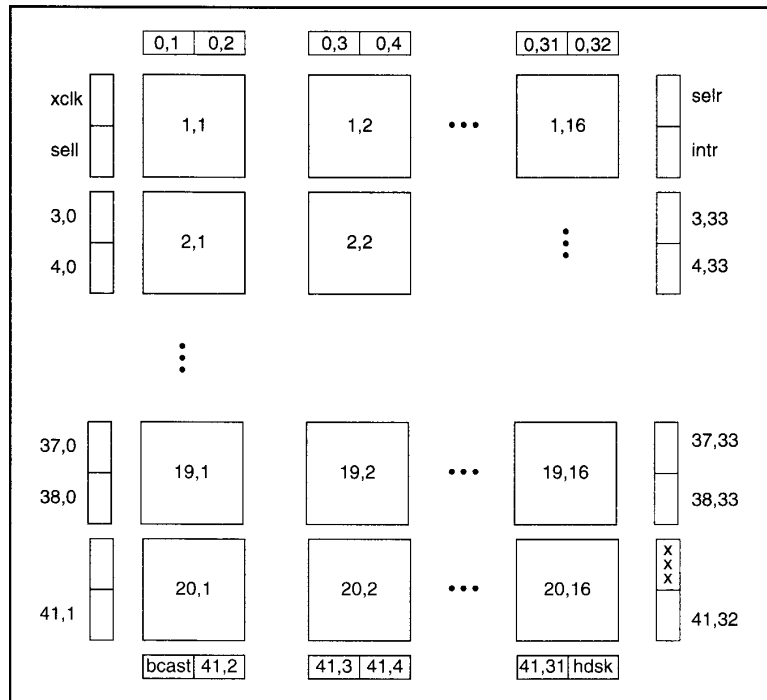 0,1 0,2 0,3 0,4 0,31 0,32
xclk selr
1,1 1,2 ••• 1,16
sell intr
3,0 3,33
2,1 2,2
4,0 4,33
37,0 37,33
19,1 19,2 ••• 19,16
38,0 38,33
x
x
x
20,1 20,2 ••• 20,16
41,1 41,32
bcast 41,2 41,3 41,4 41,31 hdsk